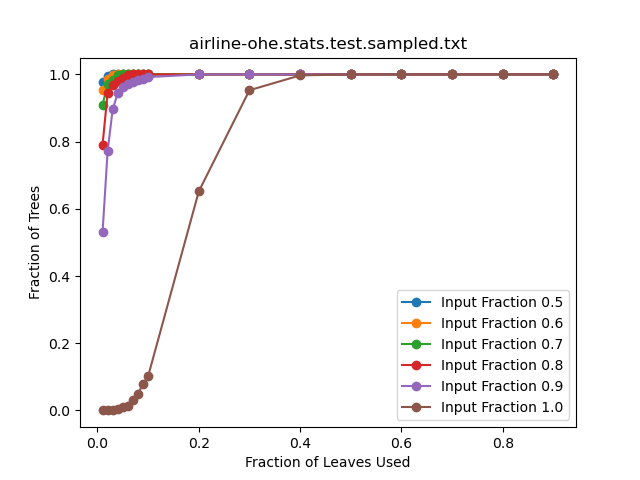 airline-ohe.stats.test.sampled.txt
1.0
0.8
0.6
0.4
0.2
0.0
Fraction of Trees
0.0 0.2 0.4 0.6 0.8
Fraction of Leaves Used
Input Fraction 0.5
Input Fraction 0.6
Input Fraction 0.7
Input Fraction 0.8
Input Fraction 0.9
Input Fraction 1.0